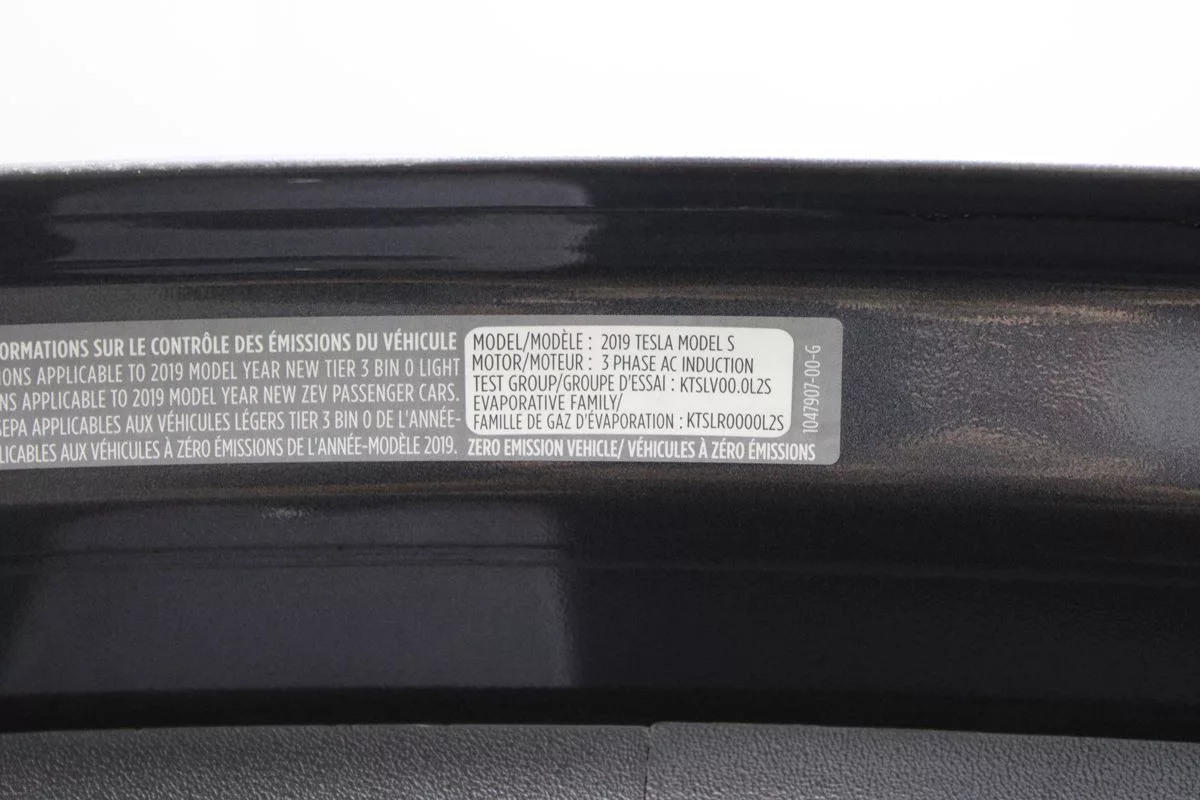 ORMATIONS SUR LE CONTRÔLE DES ÉMISSIONS DU VÉHICULE
IONS APPLICABLE TO 2019 MODEL YEAR NEW TIER 3 BIN 0 LIGHT
NS APPLICABLE TO 2019 MODEL YEAR NEW ZEV PASSENGER CARS.
SEPA APPLICABLES AUX VÉHICULES LÉGERS TIER 3 BIN 0 DE L'ANNÉE-
LICABLES AUX VÉHICULES À ZÉRO ÉMISSIONS DE L'ANNÉE-MODÈLE 2019.
MODEL/MODÈLE : 2019 TESLA MODEL S
MOTOR/MOTEUR : 3 PHASE AC INDUCTION
TEST GROUP/GROUPE D'ESSAI : KTSLV00.0L2S
EVAPORATIVE FAMILY/
FAMILLE DE GAZ D'ÉVAPORATION : KTSLR0000L2S
ZERO EMISSION VEHICLE/ VÉHICULES À ZÉRO ÉMISSIONS
1047907-00-G